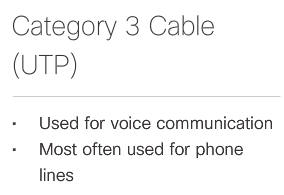 Category 3 Cable
(UTP)
▪ Used for voice communication
▪ Most often used for phone
lines